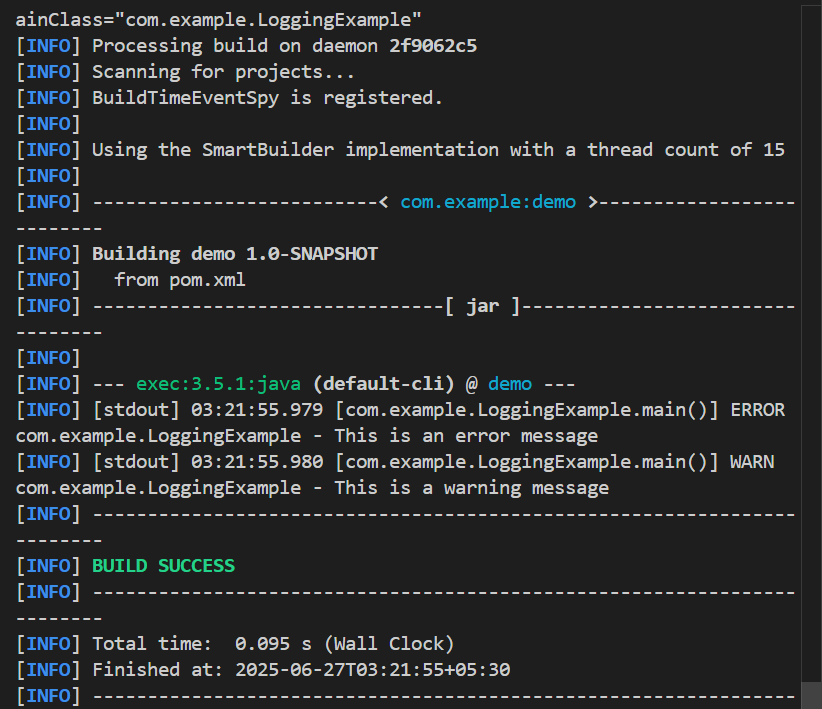 ainClass="com.example.LoggingExample"
[INFO] Processing build on daemon 2f9062c5
[INFO] Scanning for projects...
[INFO] BuildTimeEventSpy is registered.
[INFO]
[INFO] Using the SmartBuilder implementation with a thread count of 15
[INFO]
[INFO] --------------------------< com.example:demo >------------------
--------
[INFO] Building demo 1.0-SNAPSHOT
[INFO]   from pom.xml
[INFO] --------------------------------[ jar ]-------------------------
--------
[INFO]
[INFO] --- exec:3.5.1:java (default-cli) @ demo ---
[INFO] [stdout] 03:21:55.979 [com.example.LoggingExample.main()] ERROR
com.example.LoggingExample - This is an error message
[INFO] [stdout] 03:21:55.980 [com.example.LoggingExample.main()] WARN
com.example.LoggingExample - This is a warning message
[INFO] ----------------------------------------------------------------
--------
[INFO] BUILD SUCCESS
[INFO] ----------------------------------------------------------------
--------
[INFO] Total time:  0.095 s (Wall Clock)
[INFO] Finished at: 2025-06-27T03:21:55+05:30
[INFO] ----------------------------------------------------------------